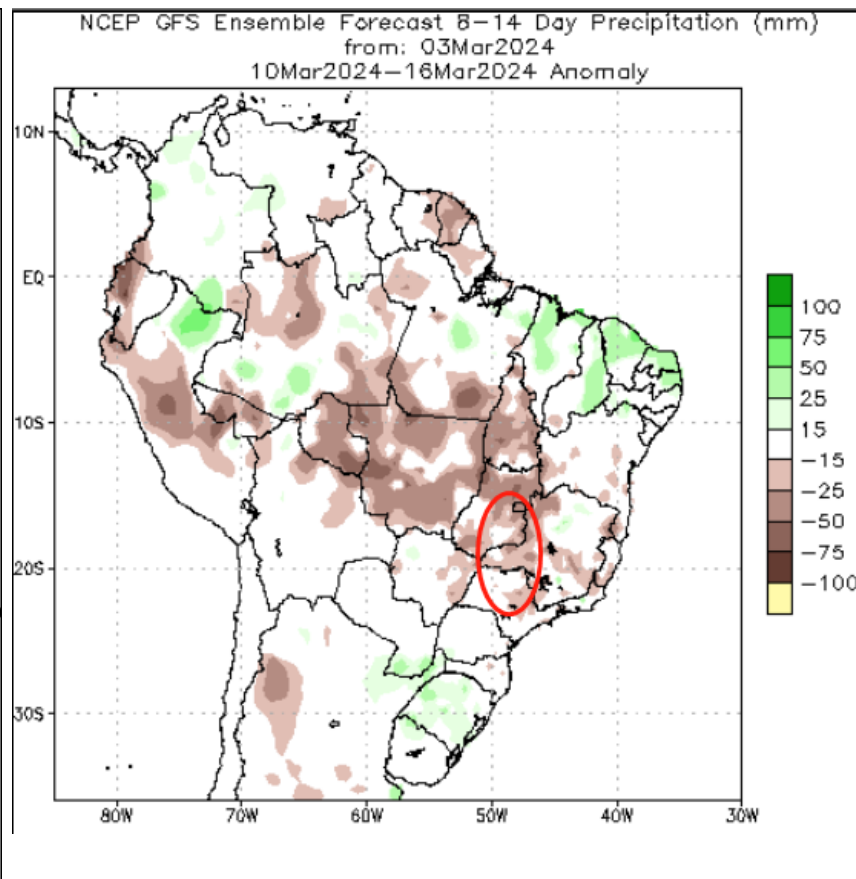 NCEP GFS Ensemble Forecast 8–14 Day Precipitation (mm)
from: 03Mar2024
10Mar2024–16Mar2024 Anomaly
10N
EQ
10S
20S
30S
80W
70W
60W
50W
40W
30W
100
75
50
25
15
−15
−25
−50
−75
−100